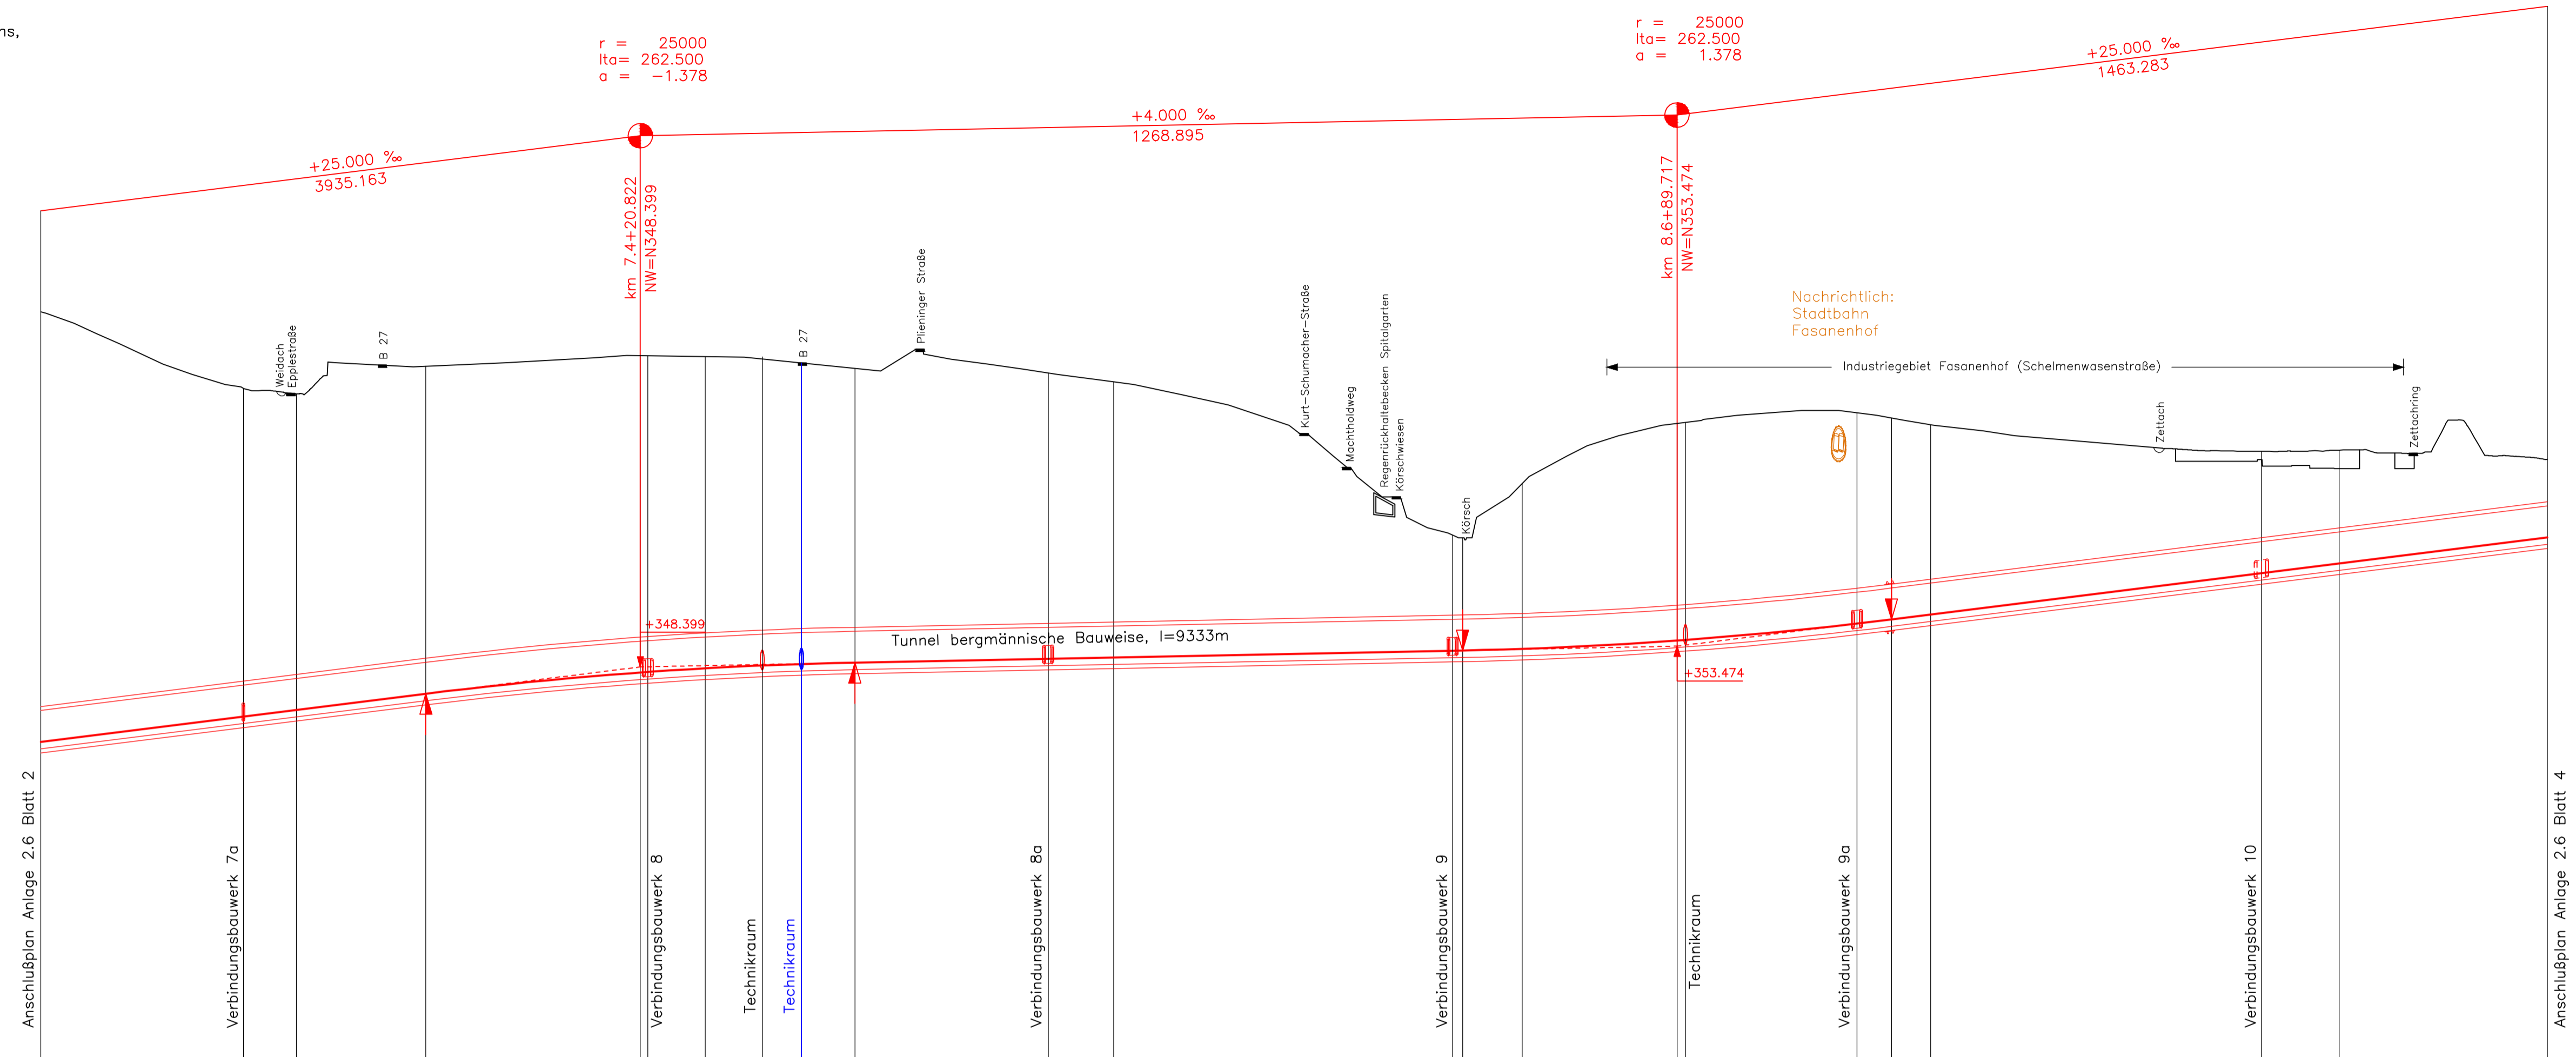 ns,
r = 25000
lta= 262.500
a = −1.378
r = 25000
lta= 262.500
a = 1.378
+25.000 ‰
3935.163
+4.000 ‰
1268.895
+25.000 ‰
1463.283
km 7.4+20.822
NW=N348.399
km 8.6+89.717
NW=N353.474
Weidach
Epplestraße
B 27
B 27
Plieninger Straße
Kurt−Schumacher−Straße
Machtholdweg
Regenrückhaltebecken Spitalgarten
Körschwiesen
Körsch
Nachrichtlich:
Stadtbahn
Fasanenhof
Industriegebiet Fasanenhof (Schelmenwasenstraße)
Zettach
Zettachring
+348.399
Tunnel bergmännische Bauweise, l=9333m
+353.474
Anschlußplan Anlage 2.6 Blatt 2
Verbindungsbauwerk 7a
Verbindungsbauwerk 8
Technikraum
Technikraum
Verbindungsbauwerk 8a
Verbindungsbauwerk 9
Technikraum
Verbindungsbauwerk 9a
Verbindungsbauwerk 10
Anschlußplan Anlage 2.6 Blatt 4